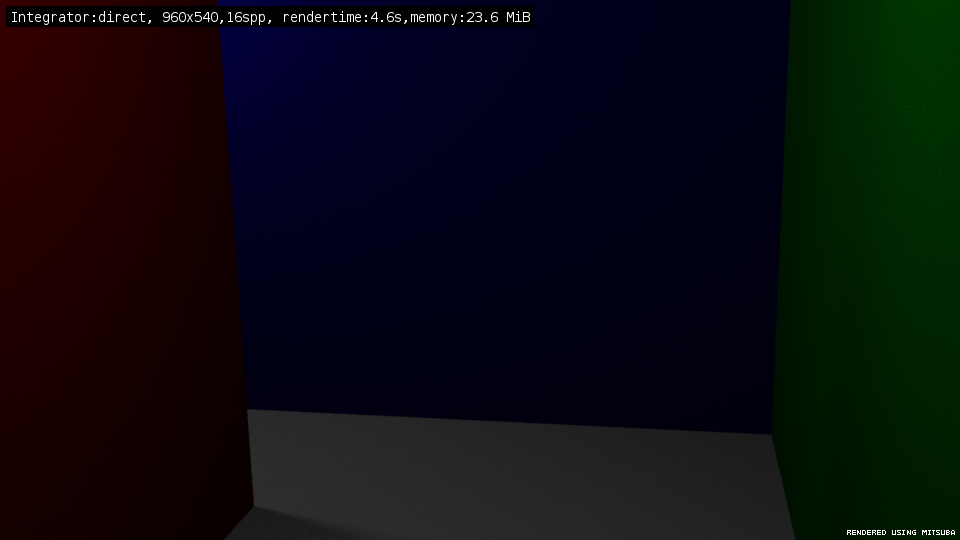 Integrator:direct, 960x540,16spp, rendertime:4.6s,memory:23.6 MiB
RENDERED USING MITSUBA